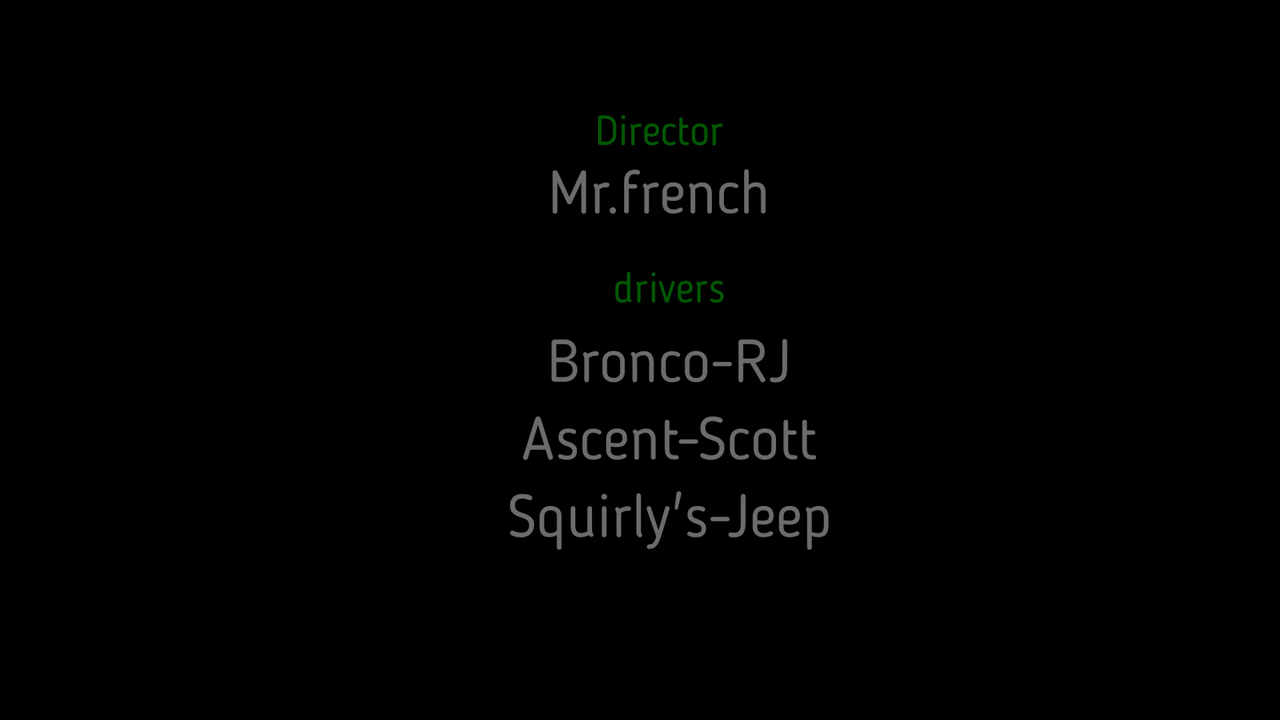 Director
Mr.french
drivers
Bronco-RJ
Ascent-Scott
Squirly's-Jeep